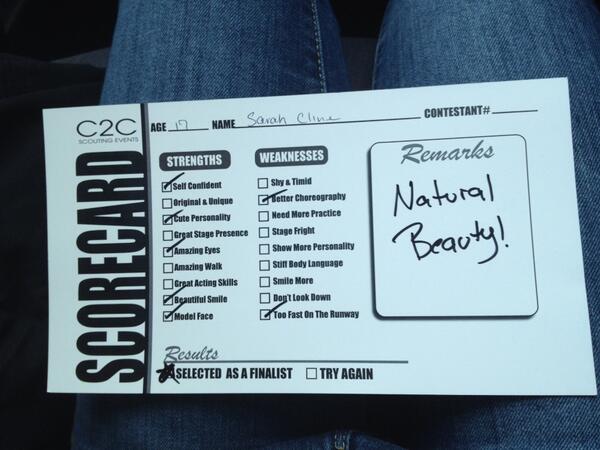 C2C
SCOUTING EVENTS
SCORECARD
AGE 17 NAME Sarah Cline CONTESTANT#
STRENGTHS
Self Confident
Original & Unique
Cute Personality
Great Stage Presence
Amazing Eyes
Amazing Walk
Great Acting Skills
Beautiful Smile
Model Face
WEAKNESSES
Shy & Timid
Better Choreography
Need More Practice
Stage Fright
Show More Personality
Stiff Body Language
Smile More
Don't Look Down
Too Fast On The Runway
Remarks
Natural
Beauty!
Results
SELECTED AS A FINALIST TRY AGAIN